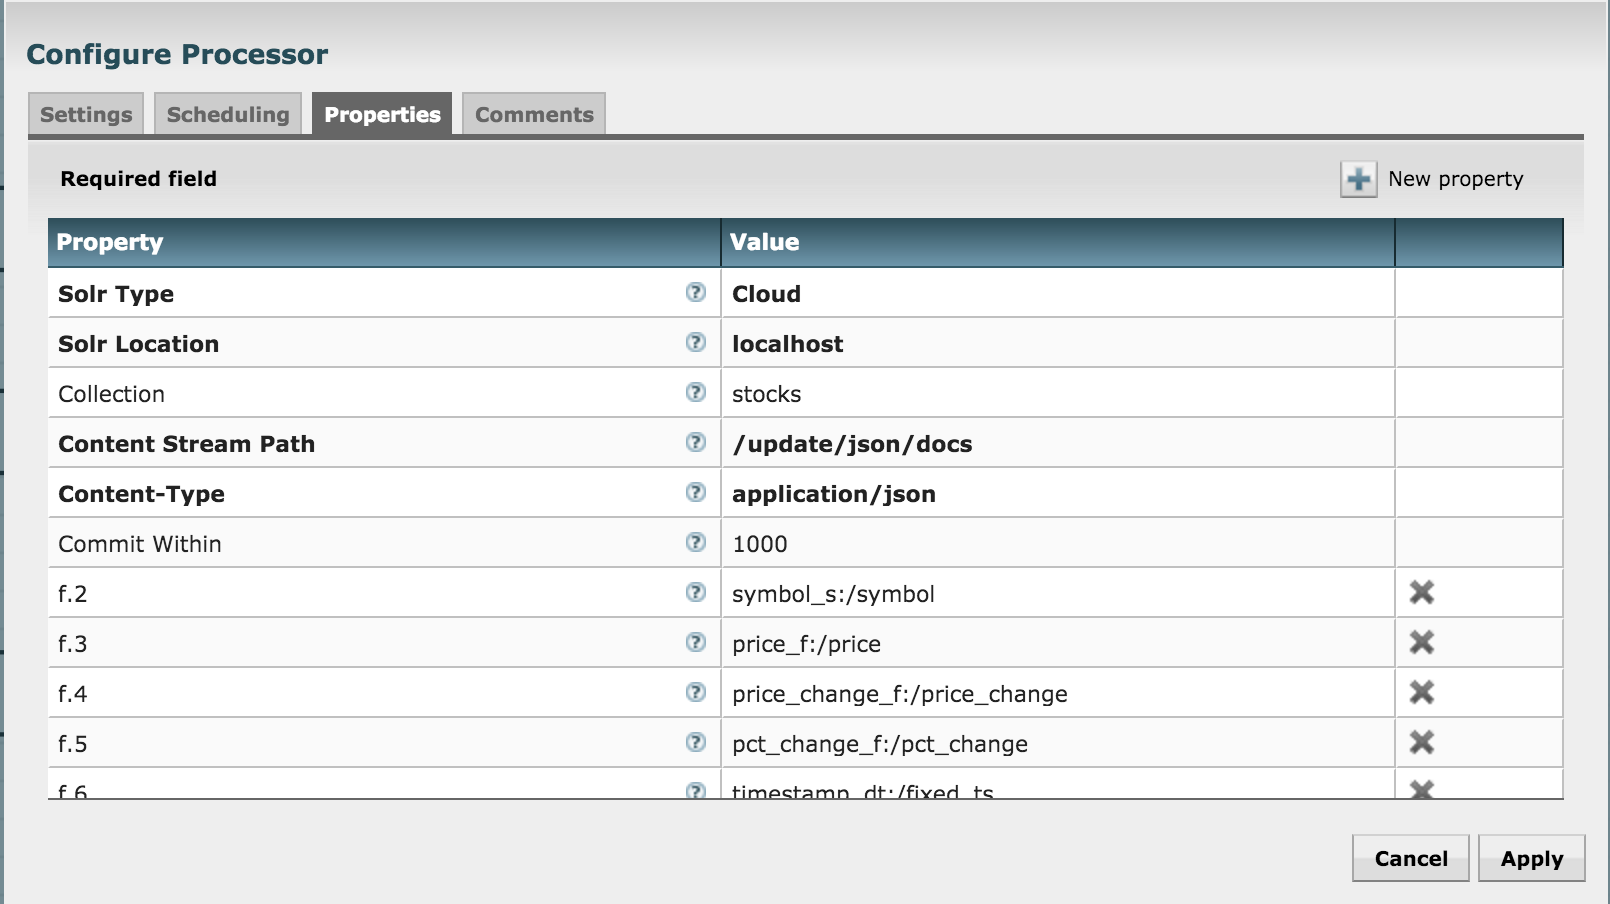 Configure Processor
Settings Scheduling Properties Comments
Required field New property
Property Value
Solr Type ? Cloud
Solr Location ? localhost
Collection ? stocks
Content Stream Path ? /update/json/docs
Content-Type ? application/json
Commit Within ? 1000
f.2 ? symbol_s:/symbol
f.3 ? price_f:/price
f.4 ? price_change_f:/price_change
f.5 ? pct_change_f:/pct_change
f.6 ? timestamp_dt:/fixed_ts
Cancel Apply